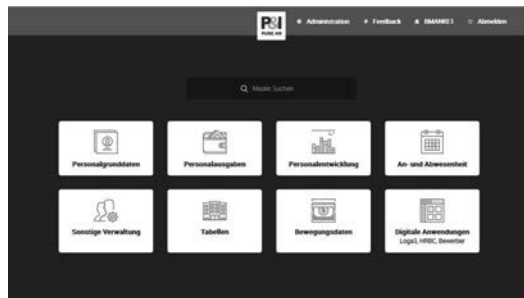 P&I
PURE HR
Administration
Feedback
Abmelden
Maske Suchen
Personalgrunddaten
Personalausgaben
Personalentwicklung
An- und Abwesenheit
Sonstige Verwaltung
Tabellen
Bewegungsdaten
Digitale Anwendungen
Loga3, HRBC, Bewerber